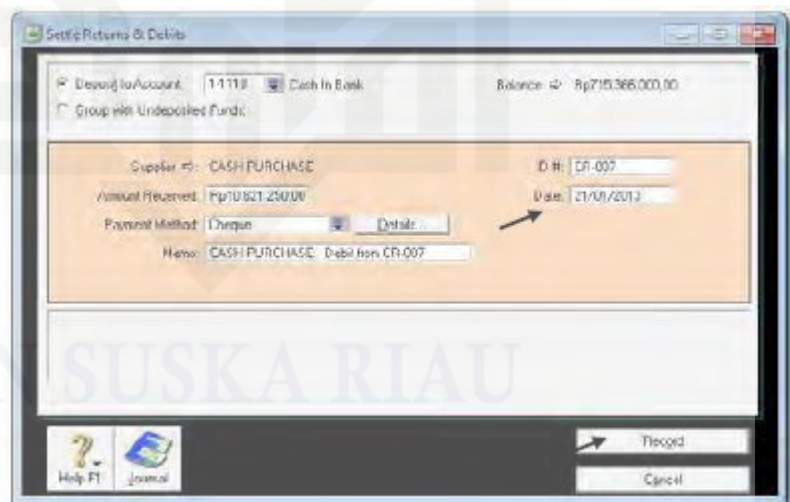 Settle Returns & Debits
Deposit to Account: 1-1110 Cash In Bank Balance ⇨ Rp715.366.000,00
Group with Undeposited Funds:
Supplier ⇨: CASH PURCHASE ID #: CR-007
Amount Received: Rp10.821.250,00 Date: 21/01/2013
Payment Method: Cheque Details...
Memo: CASH PURCHASE: Debit from CR-007
N SUSKA RIAU
Help F1 Journal Record
Cancel